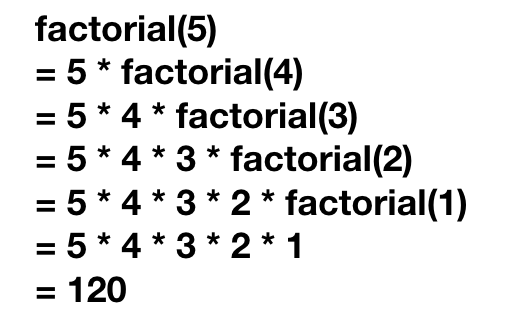 factorial(5)
= 5 * factorial(4)
= 5 * 4 * factorial(3)
= 5 * 4 * 3 * factorial(2)
= 5 * 4 * 3 * 2 * factorial(1)
= 5 * 4 * 3 * 2 * 1
= 120